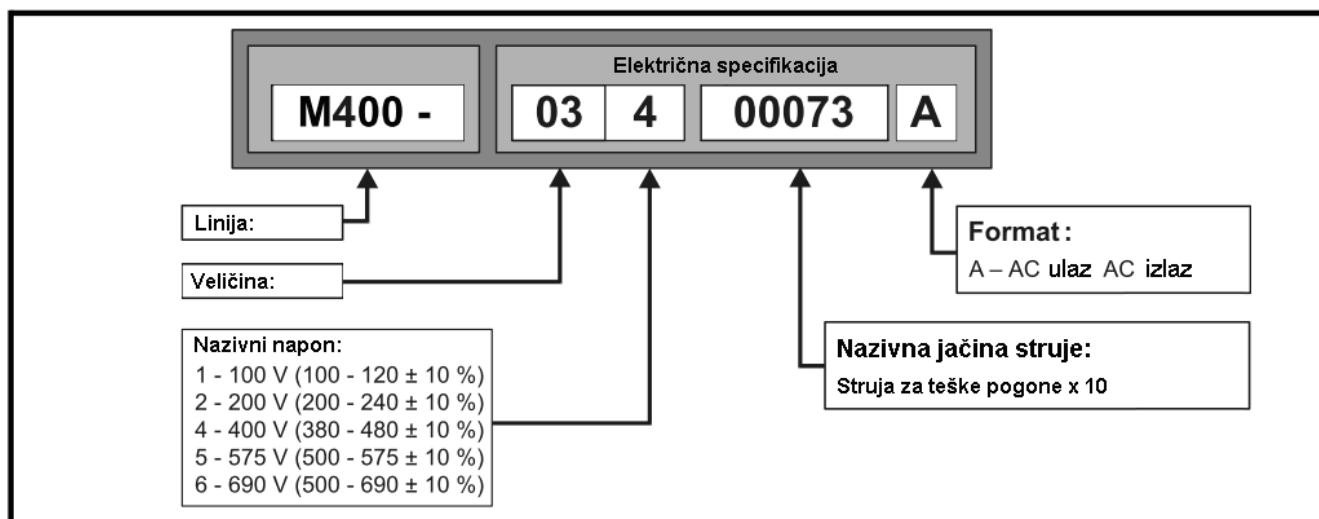 Električna specifikacija
M400 - 03 4 00073 A
Linija:
Veličina:
Nazivni napon:
1 - 100 V (100 - 120 ± 10 %)
2 - 200 V (200 - 240 ± 10 %)
4 - 400 V (380 - 480 ± 10 %)
5 - 575 V (500 - 575 ± 10 %)
6 - 690 V (500 - 690 ± 10 %)
Format:
A – AC ulaz AC izlaz
Nazivna jačina struje:
Struja za teške pogone x 10